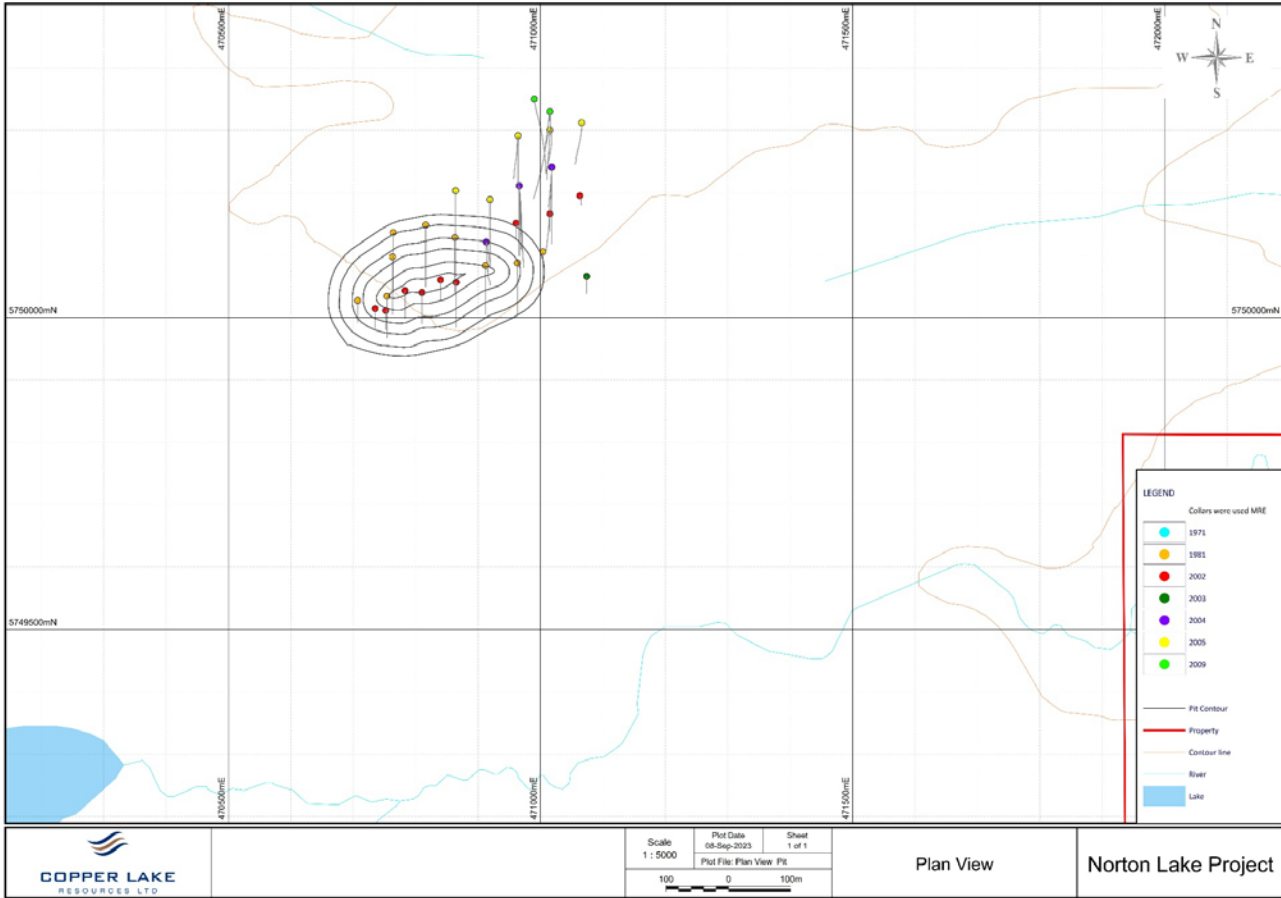 470500mE
471000mE
471500mE
472000mE
N
W E
S
5750000mN
5750000mN
5749500mN
LEGEND
Collars were used MRE
1971
1981
2002
2003
2004
2005
2009
Pit Contour
Property
Contour line
River
Lake
470500mE
471000mE
471500mE
COPPER LAKE
RESOURCES LTD
Scale
1 : 5000
Plot Date
08-Sep-2023
Sheet
1 of 1
Plot File: Plan View Pit
100 0 100m
Plan View
Norton Lake Project